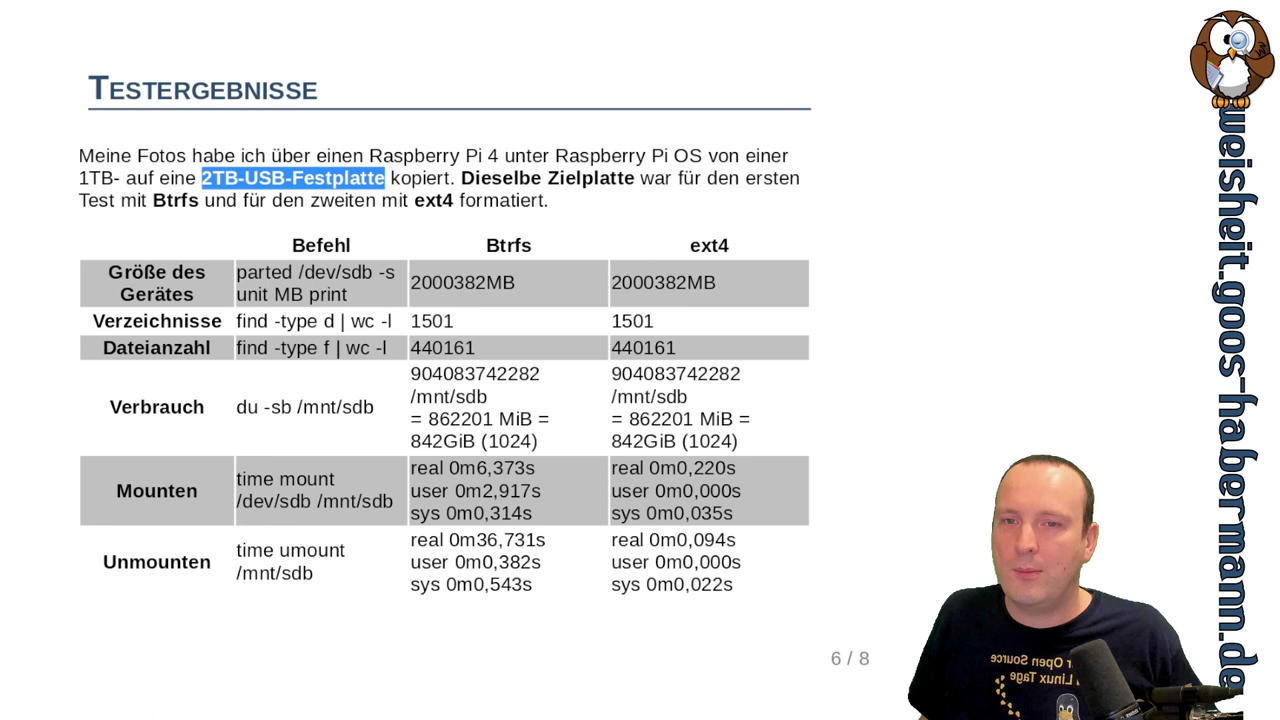 TESTERGEBNISSE
Meine Fotos habe ich über einen Raspberry Pi 4 unter Raspberry Pi OS von einer
1TB- auf eine 2TB-USB-Festplatte kopiert. Dieselbe Zielplatte war für den ersten
Test mit Btrfs und für den zweiten mit ext4 formatiert.
Befehl Btrfs ext4
Größe des Gerätes parted /dev/sdb -s unit MB print 2000382MB 2000382MB
Verzeichnisse find -type d | wc -l 1501 1501
Dateianzahl find -type f | wc -l 440161 440161
Verbrauch du -sb /mnt/sdb
904083742282 904083742282
/mnt/sdb /mnt/sdb
= 862201 MiB = = 862201 MiB =
842GiB (1024) 842GiB (1024)
Mounten time mount /dev/sdb /mnt/sdb
real 0m6,373s real 0m0,220s
user 0m2,917s user 0m0,000s
sys 0m0,314s sys 0m0,035s
Unmounten time umount /mnt/sdb
real 0m36,731s real 0m0,094s
user 0m0,382s user 0m0,000s
sys 0m0,543s sys 0m0,022s
6 / 8
weisheit.goos-habermann.de
r Open Source
Linux Tage